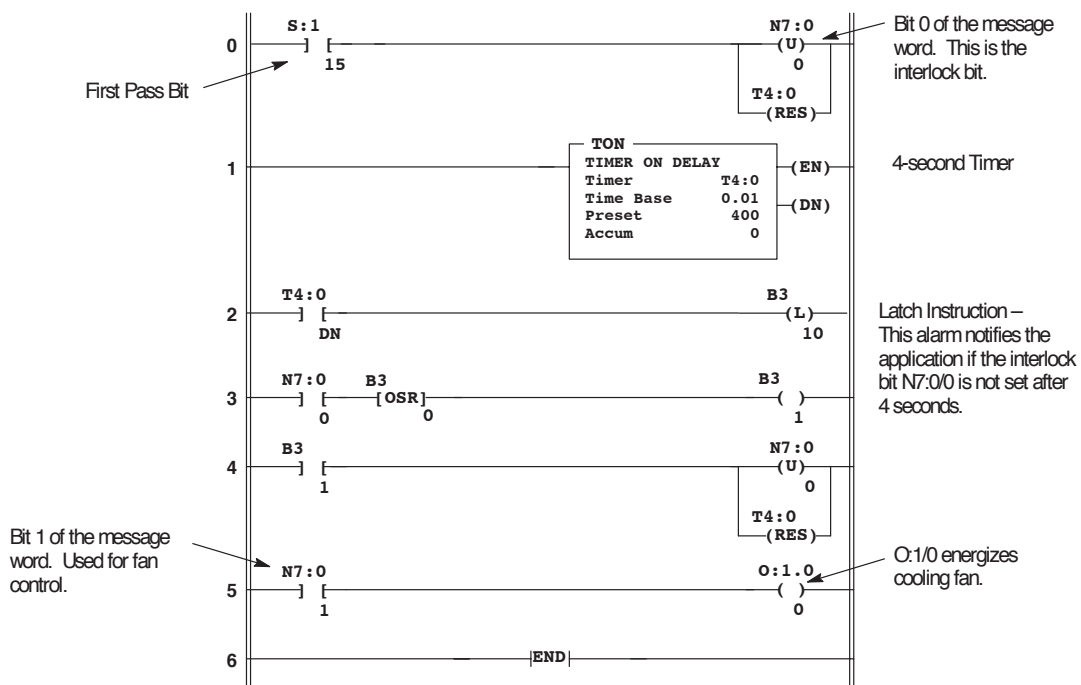 S:1
0
] [
15
First Pass Bit
N7:0
(U)
0
T4:0
(RES)
Bit 0 of the message
word. This is the
interlock bit.
1
TON
TIMER ON DELAY
Timer T4:0
Time Base 0.01
Preset 400
Accum 0
(EN)
(DN)
4-second Timer
T4:0
2
] [
DN
B3
(L)
10
Latch Instruction –
This alarm notifies the
application if the interlock
bit N7:0/0 is not set after
4 seconds.
N7:0 B3
3
] [ [OSR]
0 0
B3
( )
1
B3
4
] [
1
N7:0
(U)
0
T4:0
(RES)
Bit 1 of the message
word. Used for fan
control.
N7:0
5
] [
1
O:1.0
( )
0
O:1/0 energizes
cooling fan.
6
|END|